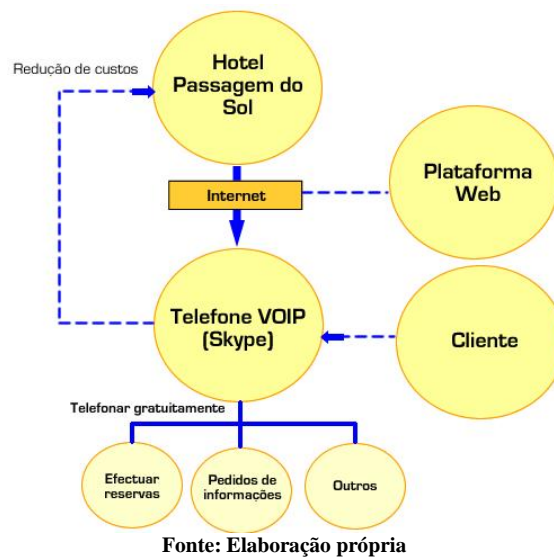 Hotel
Passagem do
Sol
Redução de custos
Internet
Plataforma
Web
Telefone VOIP
(Skype)
Cliente
Telefonar gratuitamente
Efectuar
reservas
Pedidos de
informações
Outros
Fonte: Elaboração própria